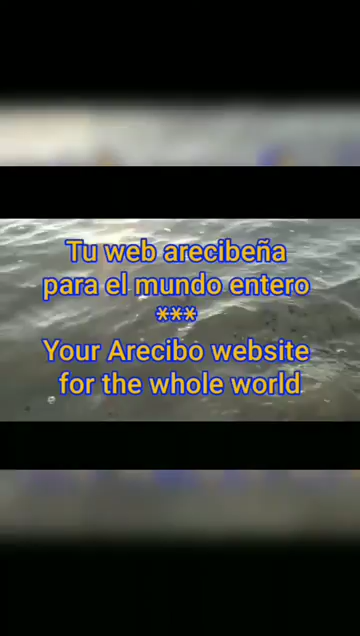 Tu web arecibeña
para el mundo entero
***
Your Arecibo website
for the whole world